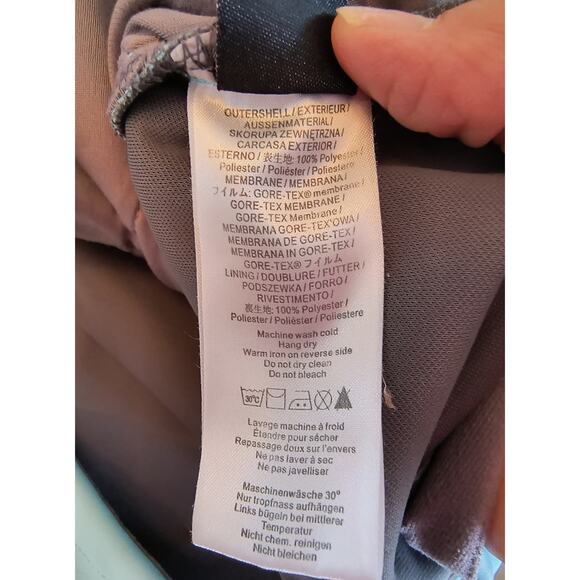 OUTERSHELL / EXTERIEUR /
AUSSENMATERIAL /
SKORUPA ZEWNĘTRZNA /
CARCASA EXTERIOR /
ESTERNO / 表生地: 100% Polyester /
Poliester / Poliéster / Poliestere
MEMBRANE / MEMBRANA /
フィルム: GORE-TEX® membrane /
GORE-TEX MEMBRANE /
GORE-TEX Membrane /
MEMBRANA GORE-TEX'OWA /
MEMBRANA DE GORE-TEX /
MEMBRANA IN GORE-TEX /
GORE-TEX® フイルム
LINING / DOUBLURE / FUTTER /
PODSZEWKA / FORRO /
RIVESTIMENTO /
裏生地: 100% Polyester /
Poliester / Poliéster / Poliestere
Machine wash cold
Hang dry
Warm iron on reverse side
Do not dry clean
Do not bleach
30°C
Lavage machine à froid
Étendre pour sécher
Repassage doux sur l'envers
Ne pas laver à sec
Ne pas javelliser
Maschinenwäsche 30°
Nur tropfnass aufhängen
Links bügeln bei mittlerer
Temperatur
Nicht chem. reinigen
Nicht bleichen